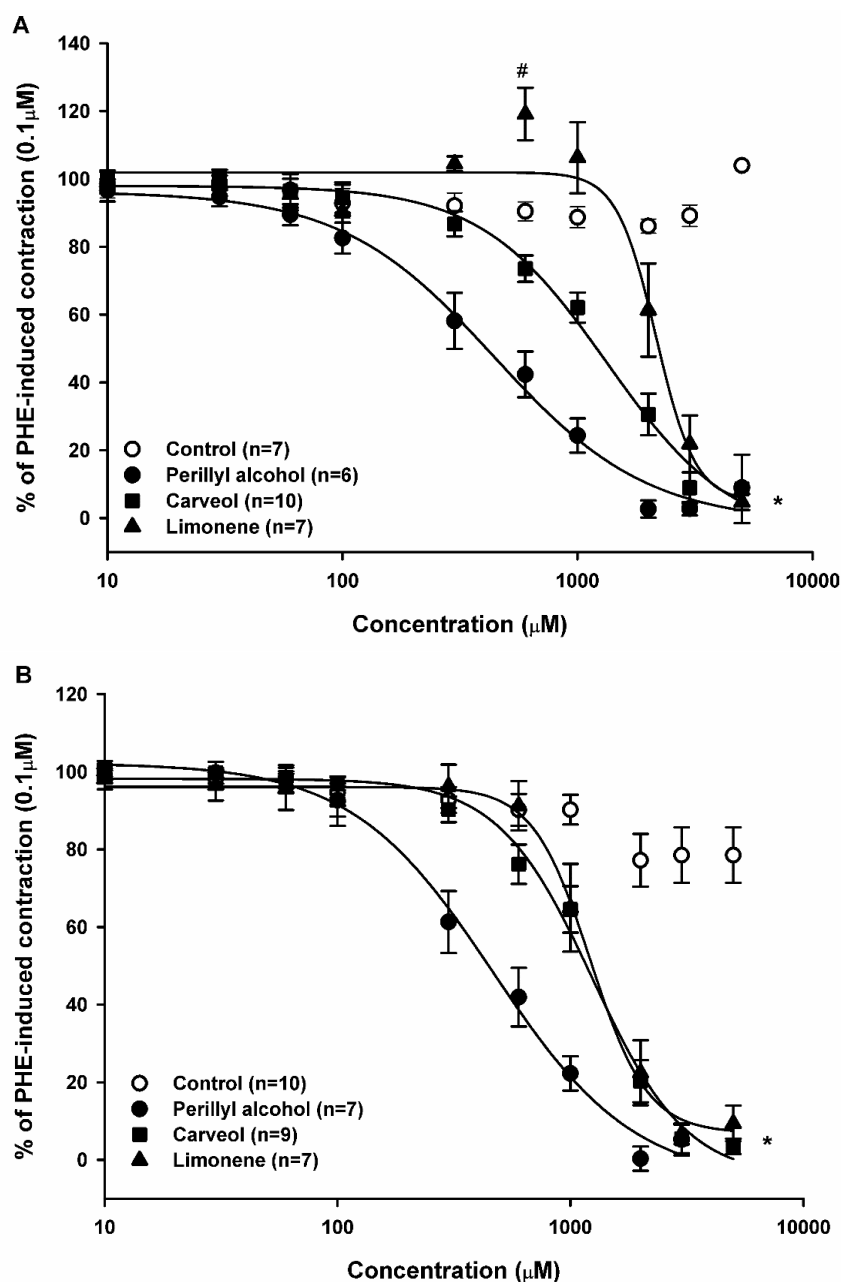 A
% of PHE-induced contraction (0.1μM)
140
120
100
80
60
40
20
0
#
*
Control (n=7)
Perillyl alcohol (n=6)
Carveol (n=10)
Limonene (n=7)
10 100 1000 10000
Concentration (μM)
B
% of PHE-induced contraction (0.1μM)
120
100
80
60
40
20
0
*
Control (n=10)
Perillyl alcohol (n=7)
Carveol (n=9)
Limonene (n=7)
10 100 1000 10000
Concentration (μM)